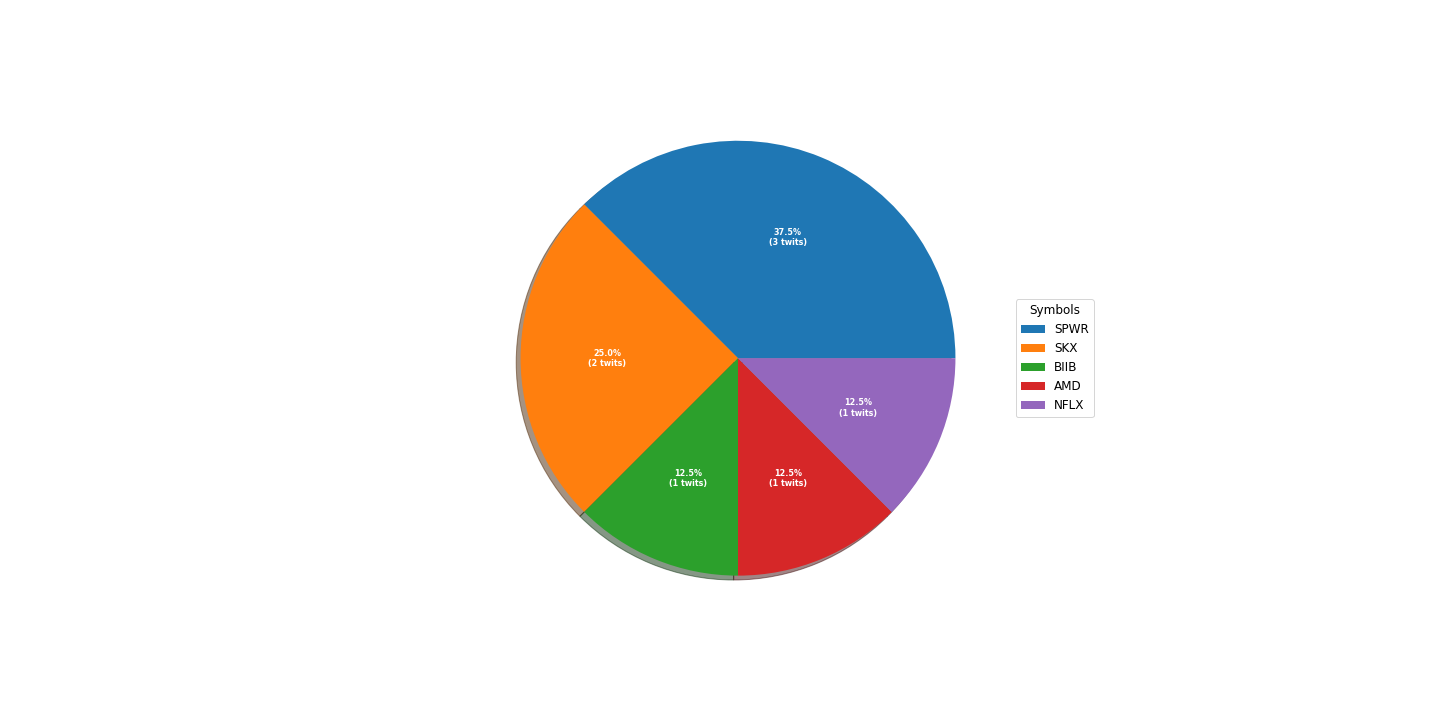 37.5%
(3 twits)
25.0%
(2 twits)
12.5%
(1 twits)
12.5%
(1 twits)
12.5%
(1 twits)
Symbols
SPWR
SKX
BIIB
AMD
NFLX